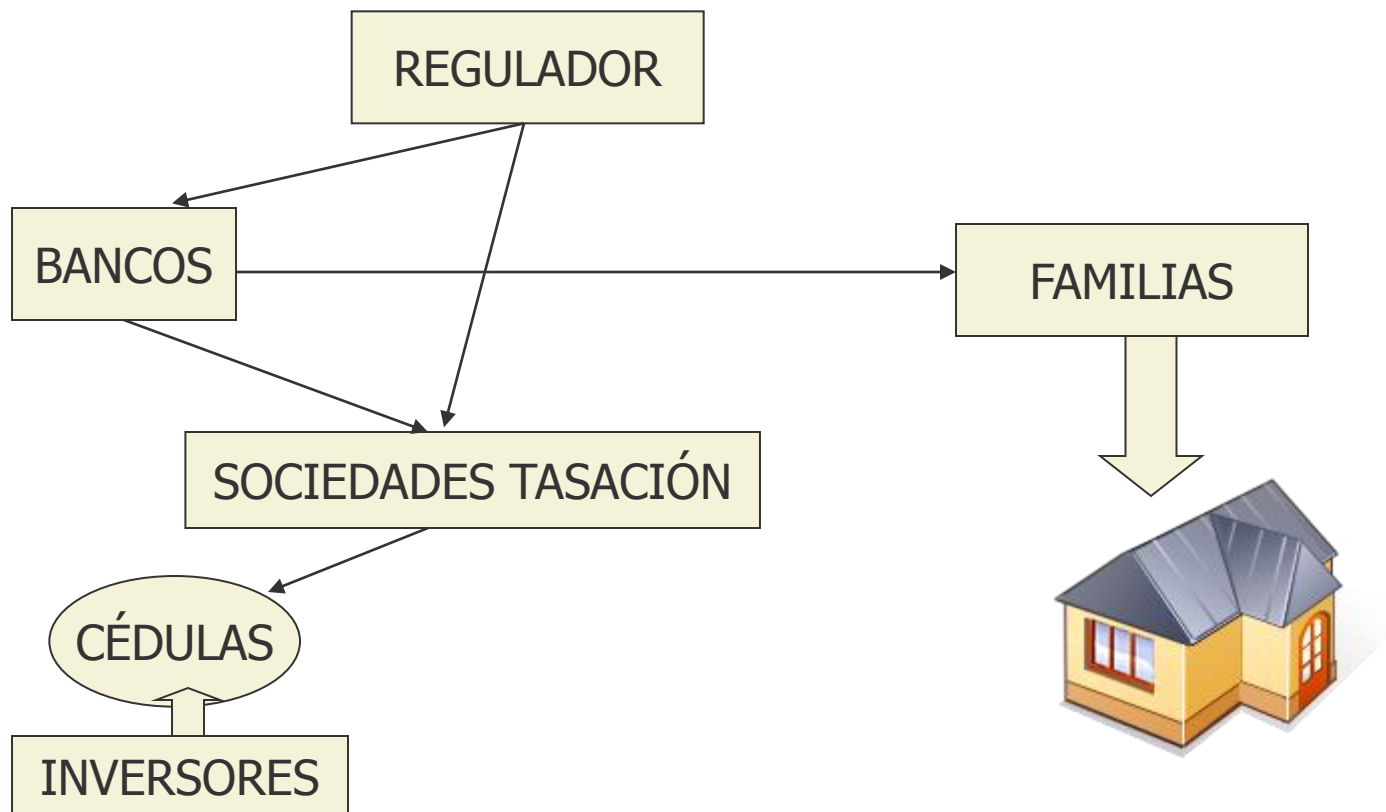 REGULADOR
BANCOS
FAMILIAS
SOCIEDADES TASACIÓN
CÉDULAS
INVERSORES